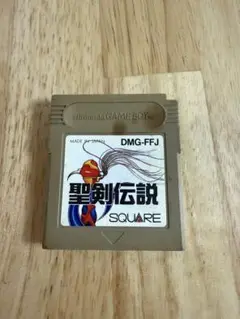 Nintendo GAME BOY
MADE IN JAPAN
DMG-FFJ
聖剣伝説
SQUARE